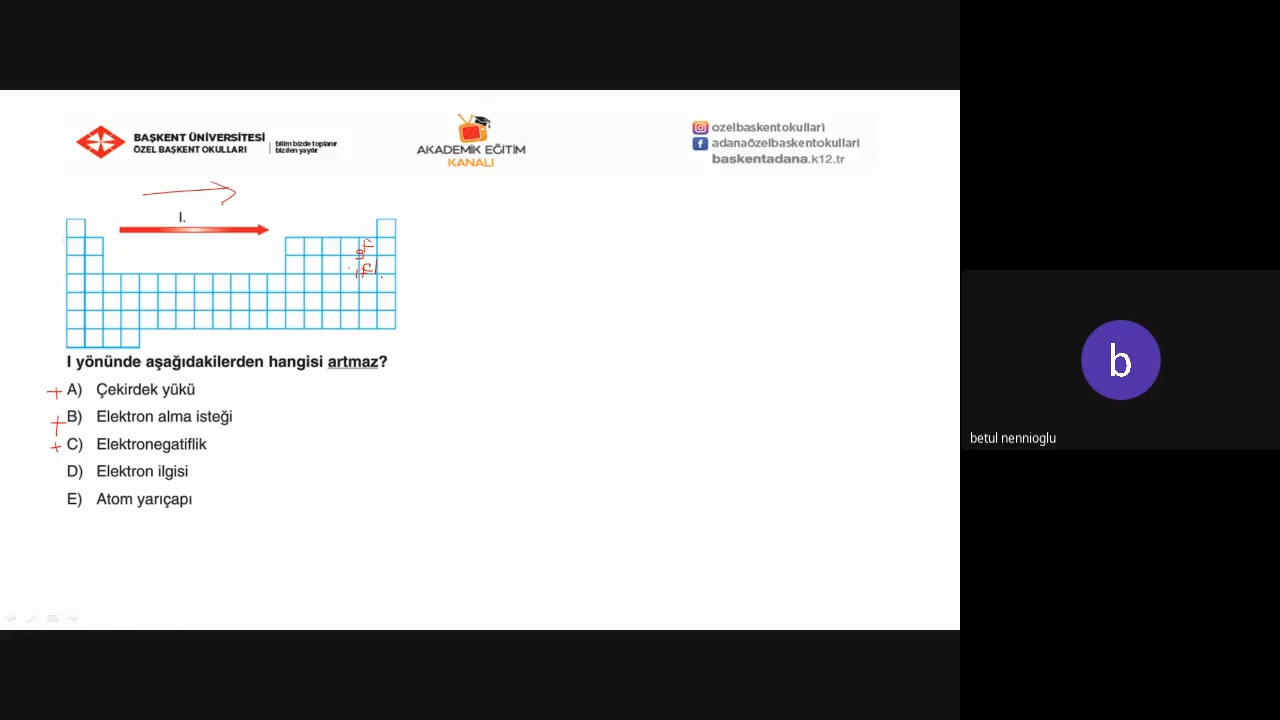 BAŞKENT ÜNİVERSİTESİ
ÖZEL BAŞKENT OKULLARI
bilim bizde toplanır
bizden yayılır
AKADEMİK EĞİTİM
KANALI
ozelbaskentokullari
adanaözelbaskentokullari
baskentadana.k12.tr
I.
I yönünde aşağıdakilerden hangisi artmaz?
+ A) Çekirdek yükü
+ B) Elektron alma isteği
+ C) Elektronegatiflik
D) Elektron ilgisi
E) Atom yarıçapı
b
betul nennioglu